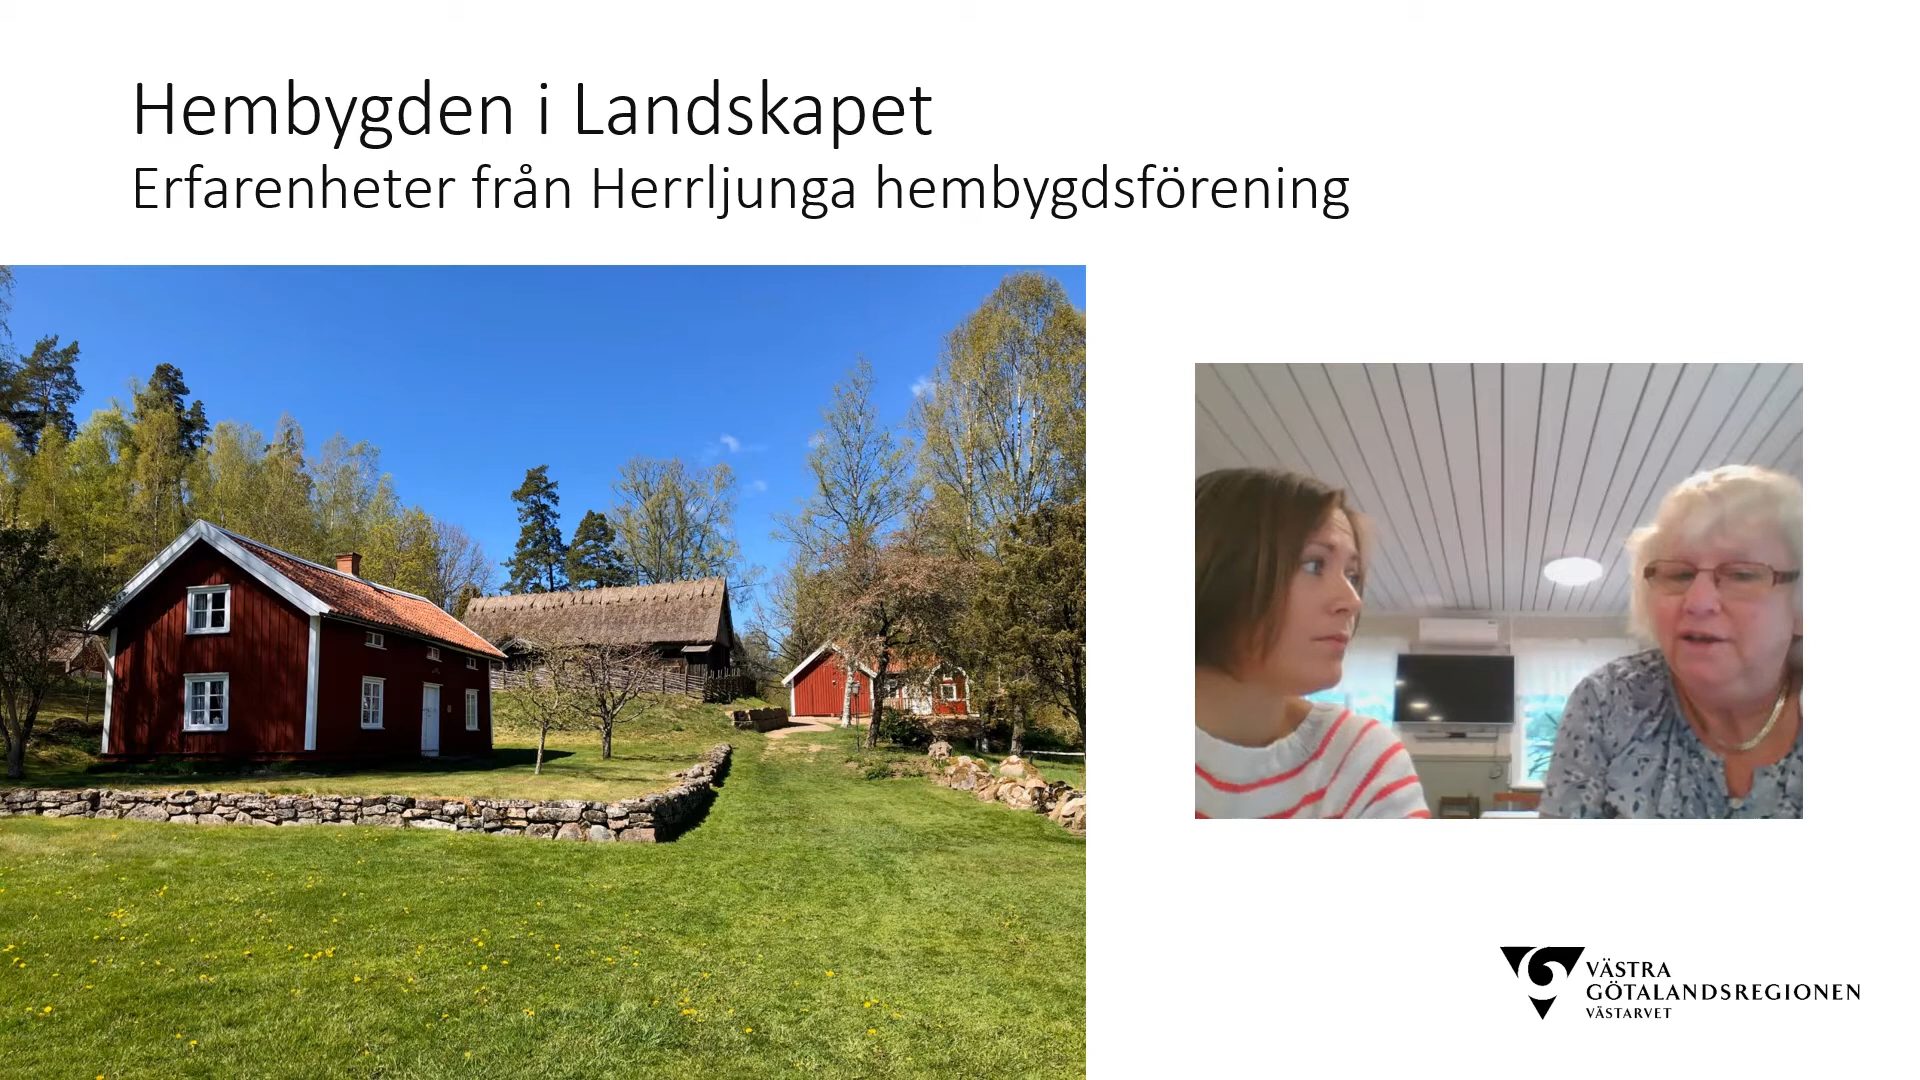 Hembygden i Landskapet
Erfarenheter från Herrljunga hembygdsförening
VÄSTRA
GÖTALANDSREGIONEN
VÄSTARVET